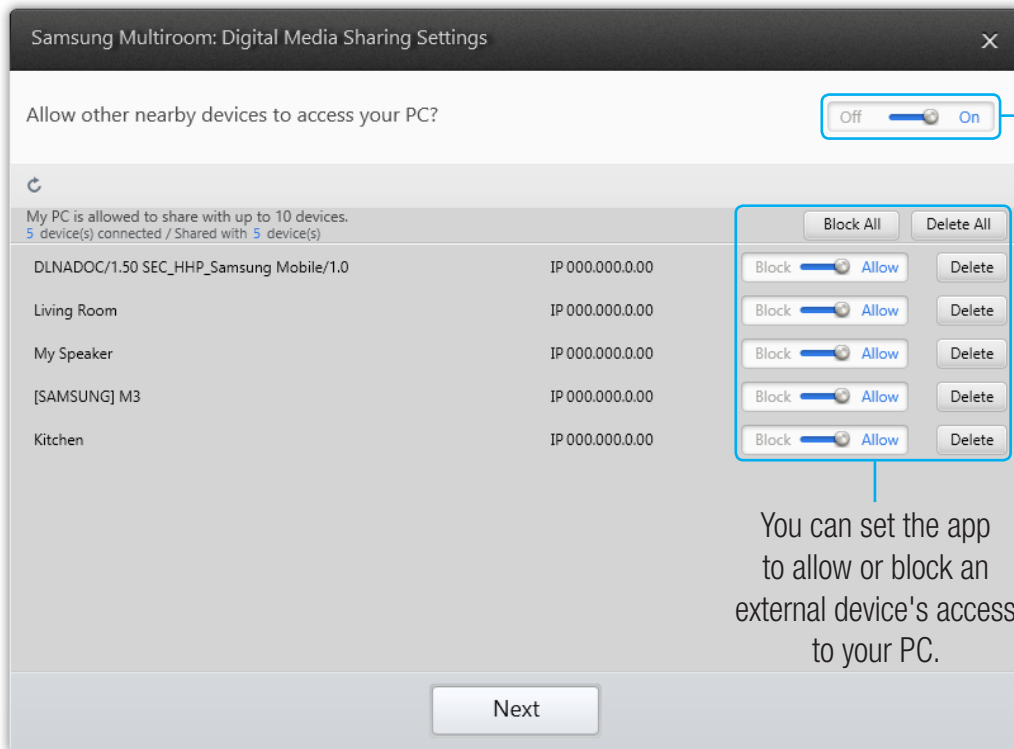 Samsung Multiroom: Digital Media Sharing Settings
Allow other nearby devices to access your PC?
Off On
My PC is allowed to share with up to 10 devices.
5 device(s) connected / Shared with 5 device(s)
Block All Delete All
DLNADOC/1.50 SEC_HHP_Samsung Mobile/1.0 IP 000.000.0.00 Block Allow Delete
Living Room IP 000.000.0.00 Block Allow Delete
My Speaker IP 000.000.0.00 Block Allow Delete
[SAMSUNG] M3 IP 000.000.0.00 Block Allow Delete
Kitchen IP 000.000.0.00 Block Allow Delete
You can set the app
to allow or block an
external device's access
to your PC.
Next